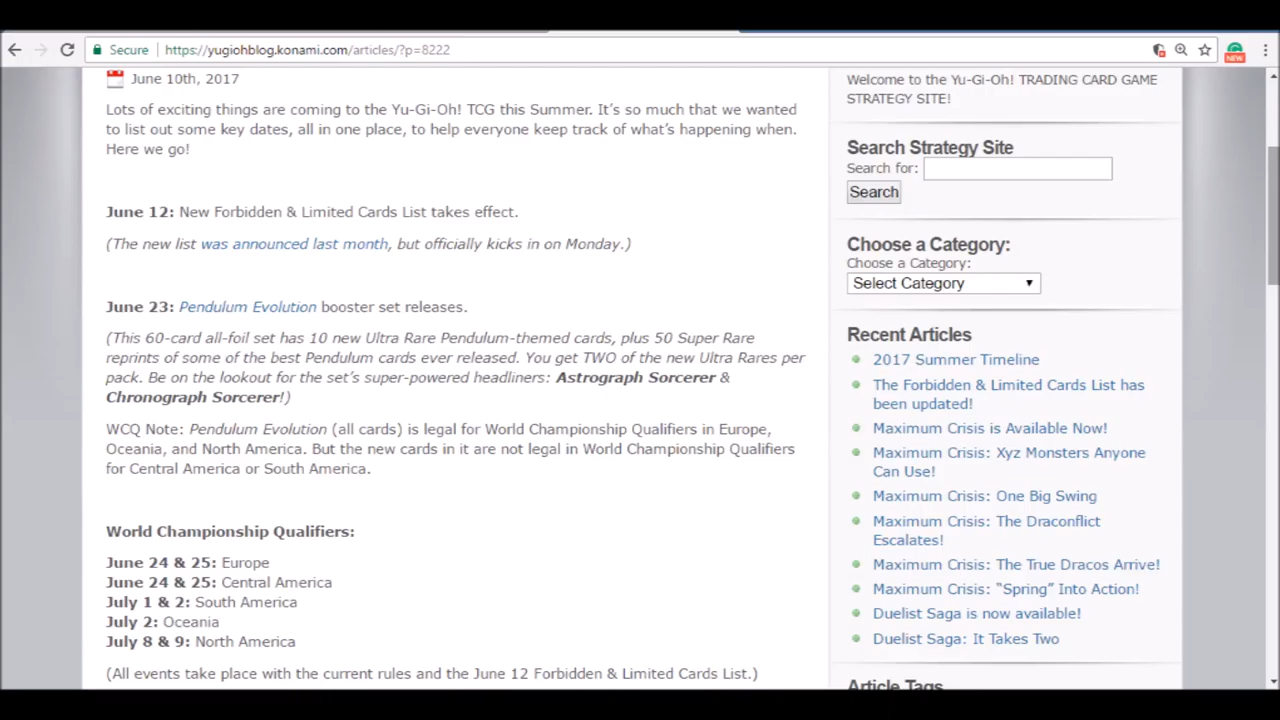 Secure https://yugiohblog.konami.com/articles/?p=8222
NEW
June 10th, 2017
Lots of exciting things are coming to the Yu-Gi-Oh! TCG this Summer. It's so much that we wanted
to list out some key dates, all in one place, to help everyone keep track of what's happening when.
Here we go!
June 12: New Forbidden & Limited Cards List takes effect.
(The new list was announced last month, but officially kicks in on Monday.)
June 23: Pendulum Evolution booster set releases.
(This 60-card all-foil set has 10 new Ultra Rare Pendulum-themed cards, plus 50 Super Rare
reprints of some of the best Pendulum cards ever released. You get TWO of the new Ultra Rares per
pack. Be on the lookout for the set's super-powered headliners: Astrograph Sorcerer &
Chronograph Sorcerer!)
WCQ Note: Pendulum Evolution (all cards) is legal for World Championship Qualifiers in Europe,
Oceania, and North America. But the new cards in it are not legal in World Championship Qualifiers
for Central America or South America.
World Championship Qualifiers:
June 24 & 25: Europe
June 24 & 25: Central America
July 1 & 2: South America
July 2: Oceania
July 8 & 9: North America
(All events take place with the current rules and the June 12 Forbidden & Limited Cards List.)
Welcome to the Yu-Gi-Oh! TRADING CARD GAME
STRATEGY SITE!
Search Strategy Site
Search for:
Search
Choose a Category:
Choose a Category:
Select Category
Recent Articles
2017 Summer Timeline
The Forbidden & Limited Cards List has
been updated!
Maximum Crisis is Available Now!
Maximum Crisis: Xyz Monsters Anyone
Can Use!
Maximum Crisis: One Big Swing
Maximum Crisis: The Draconflict
Escalates!
Maximum Crisis: The True Dracos Arrive!
Maximum Crisis: "Spring" Into Action!
Duelist Saga is now available!
Duelist Saga: It Takes Two
Article Tags